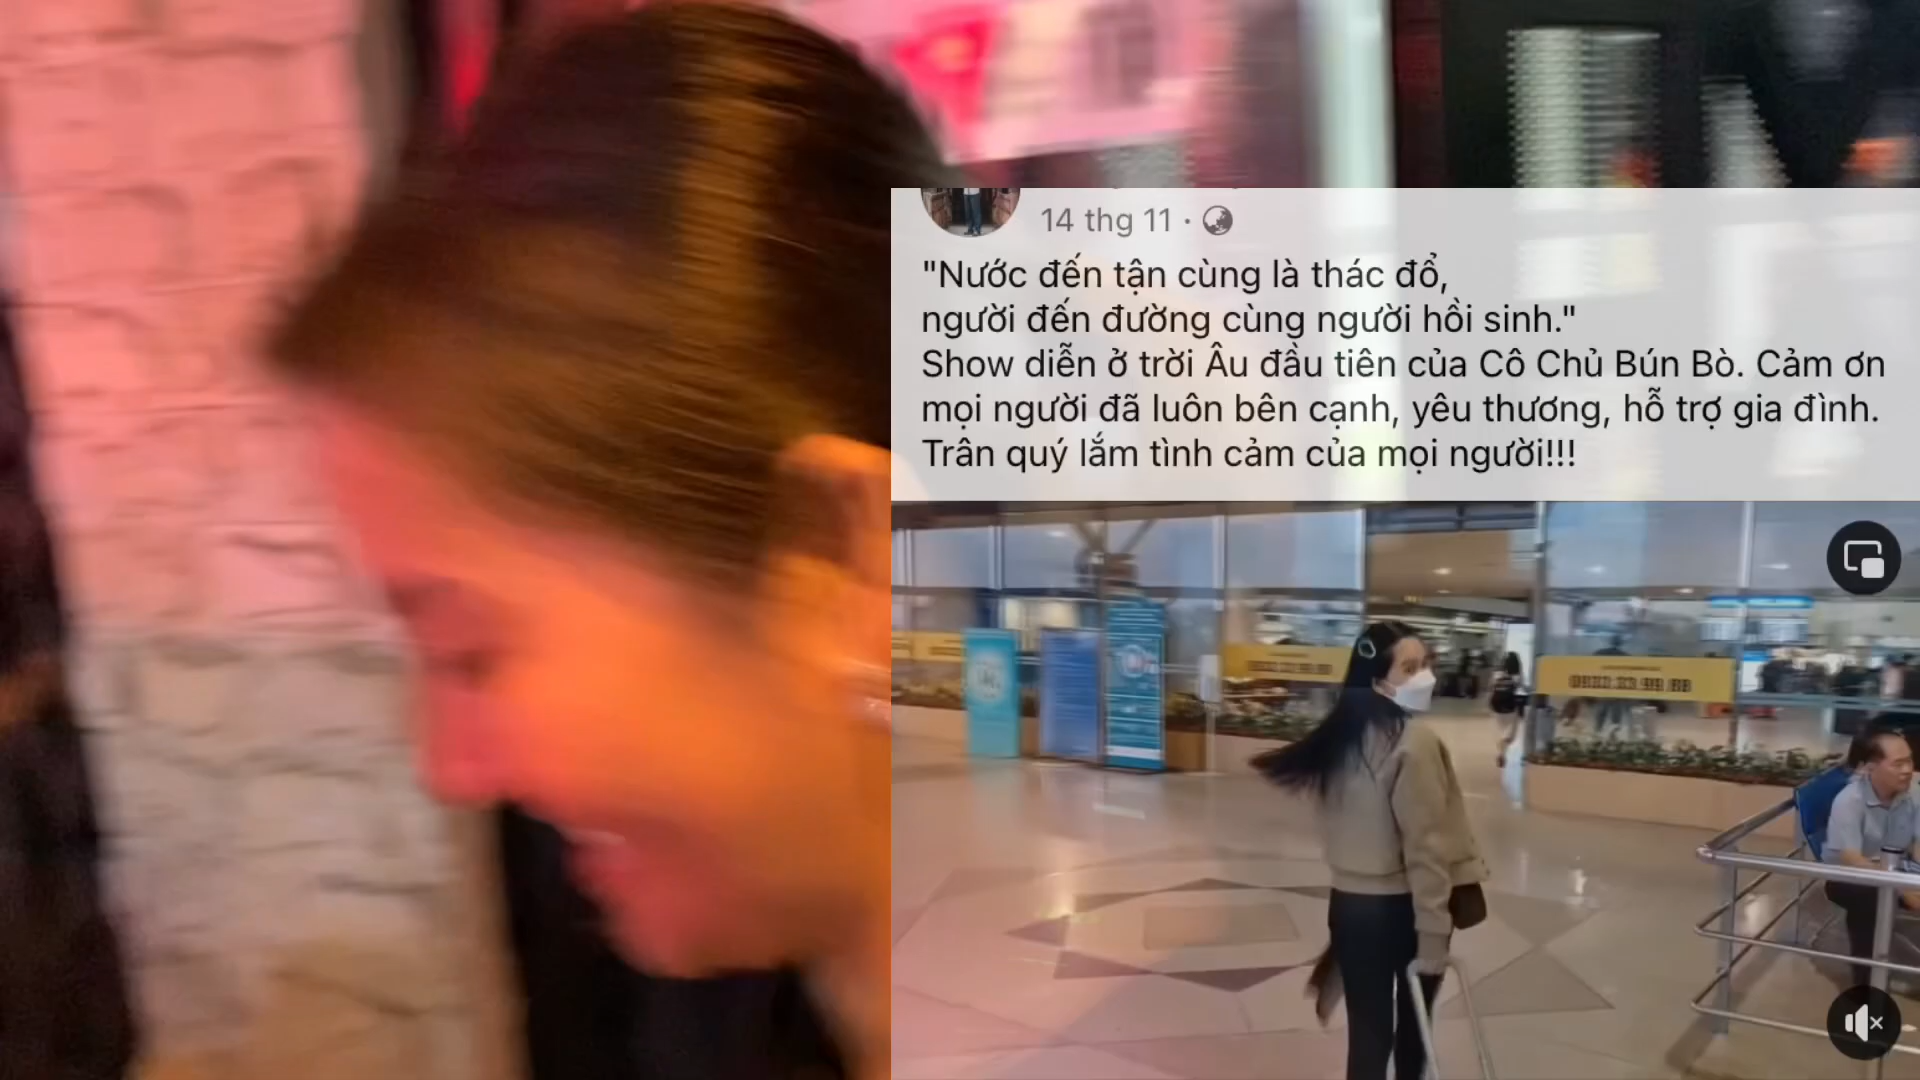 14 thg 11 ·
"Nước đến tận cùng là thác đổ,
người đến đường cùng người hồi sinh."
Show diễn ở trời Âu đầu tiên của Cô Chủ Bún Bò. Cảm ơn
mọi người đã luôn bên cạnh, yêu thương, hỗ trợ gia đình.
Trân quý lắm tình cảm của mọi người!!!